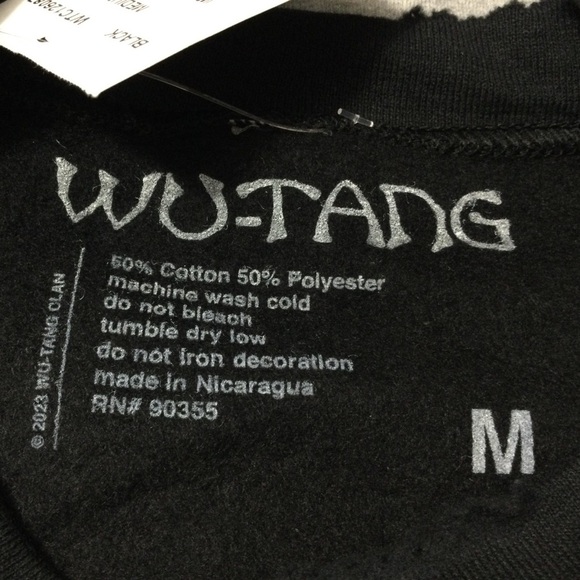 BLACK
WU-TANG
50% Cotton 50% Polyester
machine wash cold
do not bleach
tumble dry low
do not iron decoration
made in Nicaragua
RN# 90355
© 2023 WU-TANG CLAN
M